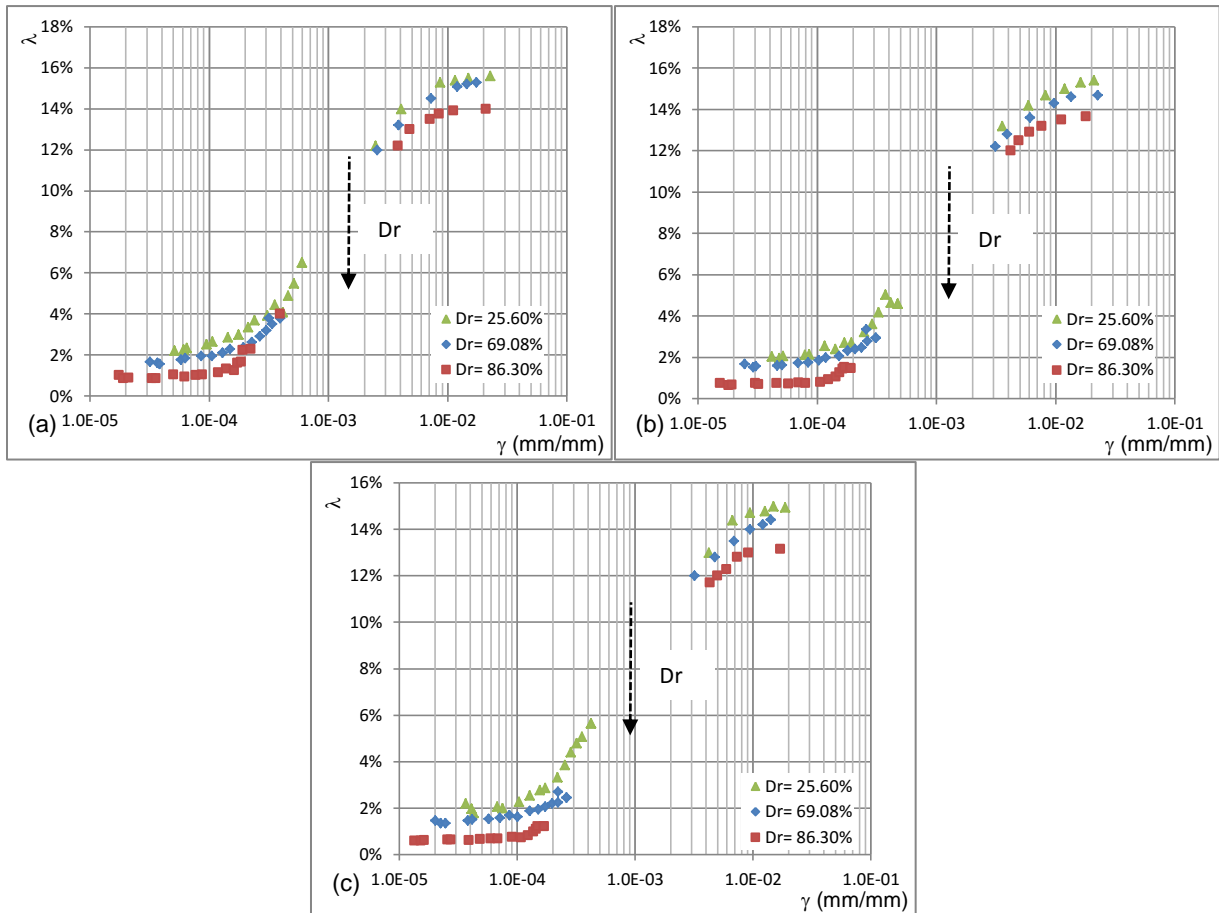 λ
18%
16%
14%
12%
10%
8%
6%
4%
2%
0%
Dr
Dr= 25.60%
Dr= 69.08%
Dr= 86.30%
(a)
1.0E-05 1.0E-04 1.0E-03 1.0E-02 1.0E-01
γ (mm/mm)
λ
18%
16%
14%
12%
10%
8%
6%
4%
2%
0%
Dr
Dr= 25.60%
Dr= 69.08%
Dr= 86.30%
(b)
1.0E-05 1.0E-04 1.0E-03 1.0E-02 1.0E-01
γ (mm/mm)
λ
16%
14%
12%
10%
8%
6%
4%
2%
0%
Dr
Dr= 25.60%
Dr= 69.08%
Dr= 86.30%
(c)
1.0E-05 1.0E-04 1.0E-03 1.0E-02 1.0E-01
γ (mm/mm)